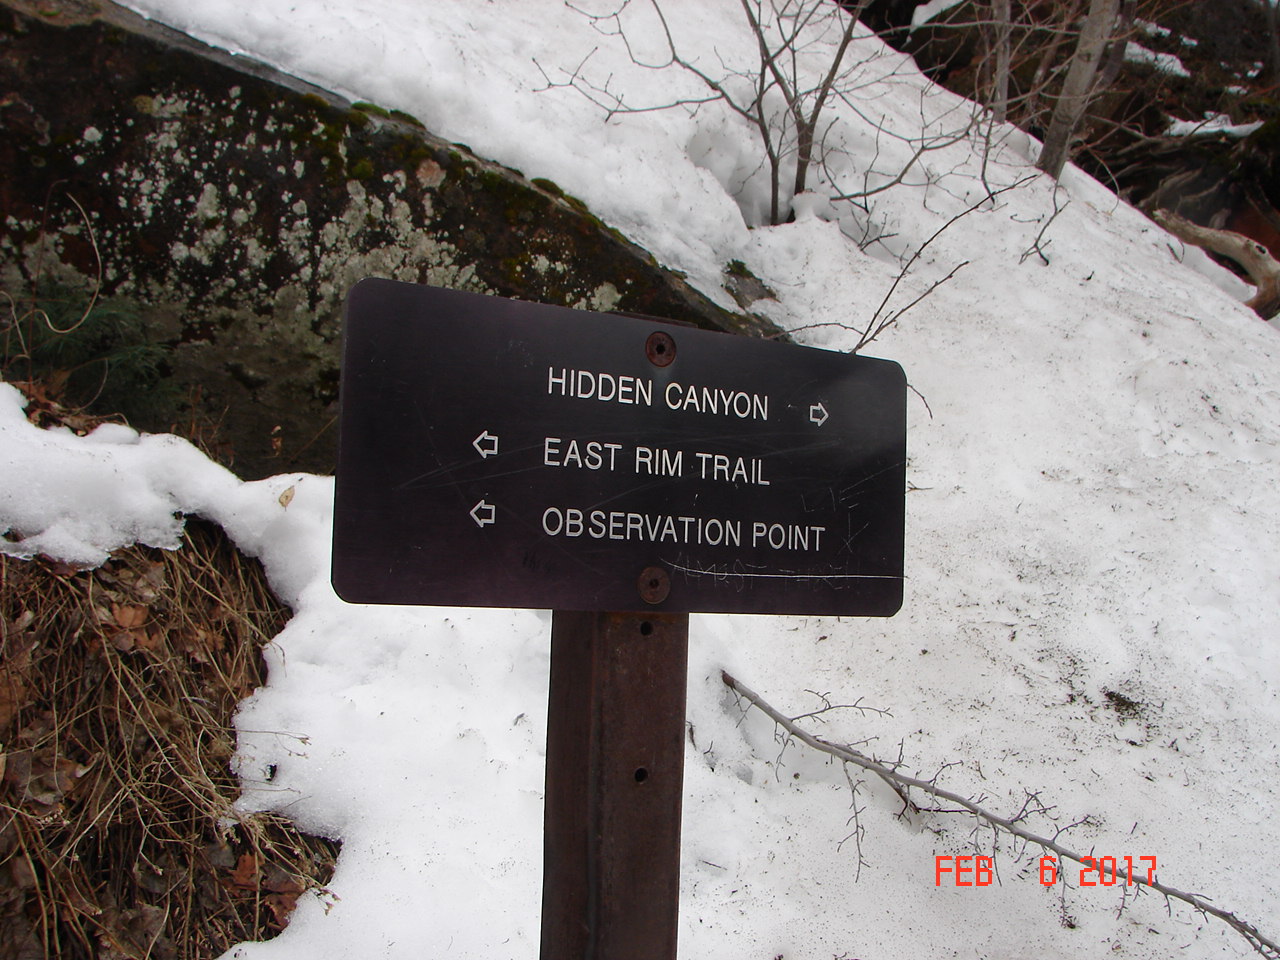 HIDDEN CANYON
EAST RIM TRAIL
OBSERVATION POINT
FEB 6 2017